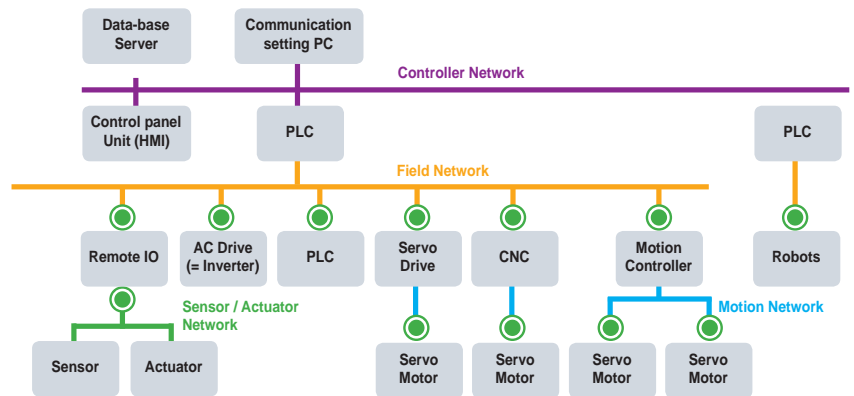 Data-base
Server
Communication
setting PC
Controller Network
Control panel
Unit (HMI)
PLC
PLC
Field Network
Remote IO
AC Drive
(= Inverter)
PLC
Servo
Drive
CNC
Motion
Controller
Robots
Sensor / Actuator
Network
Motion Network
Sensor
Actuator
Servo
Motor
Servo
Motor
Servo
Motor
Servo
Motor